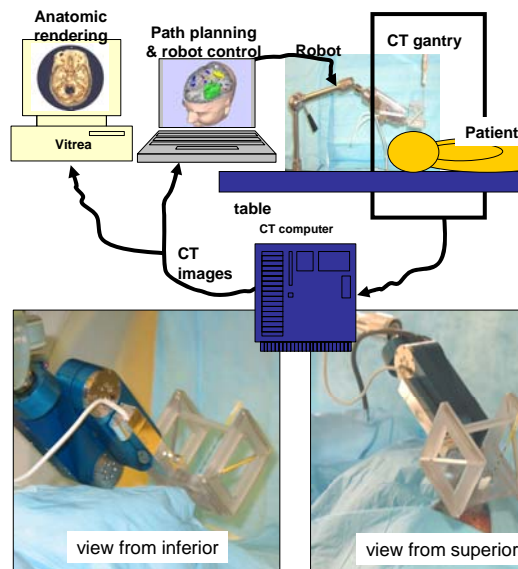 Anatomic
rendering
Path planning
& robot control
Robot
CT gantry
Vitrea
Patient
table
CT computer
CT
images
view from inferior
view from superior